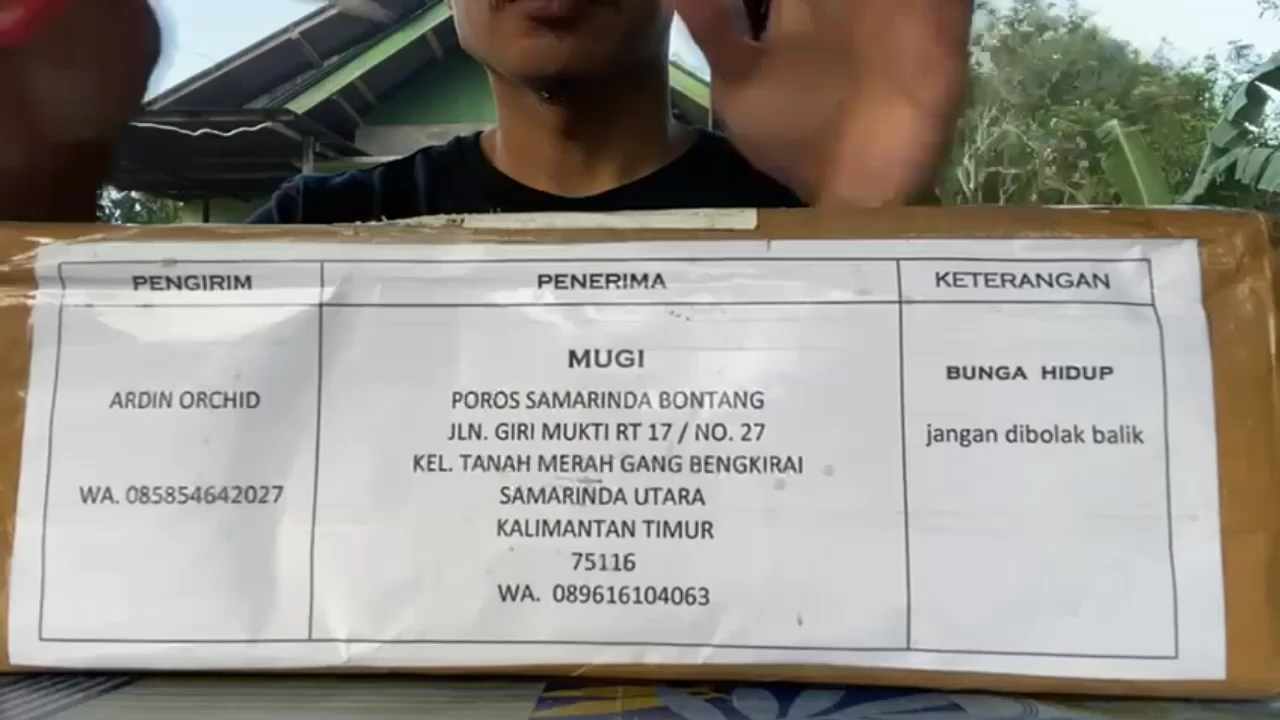 PENGIRIM
ARDIN ORCHID
WA. 085854642027
PENERIMA
MUGI
POROS SAMARINDA BONTANG
JLN. GIRI MUKTI RT 17 / NO. 27
KEL. TANAH MERAH GANG BENGKIRAI
SAMARINDA UTARA
KALIMANTAN TIMUR
75116
WA. 089616104063
KETERANGAN
BUNGA HIDUP
jangan dibolak balik